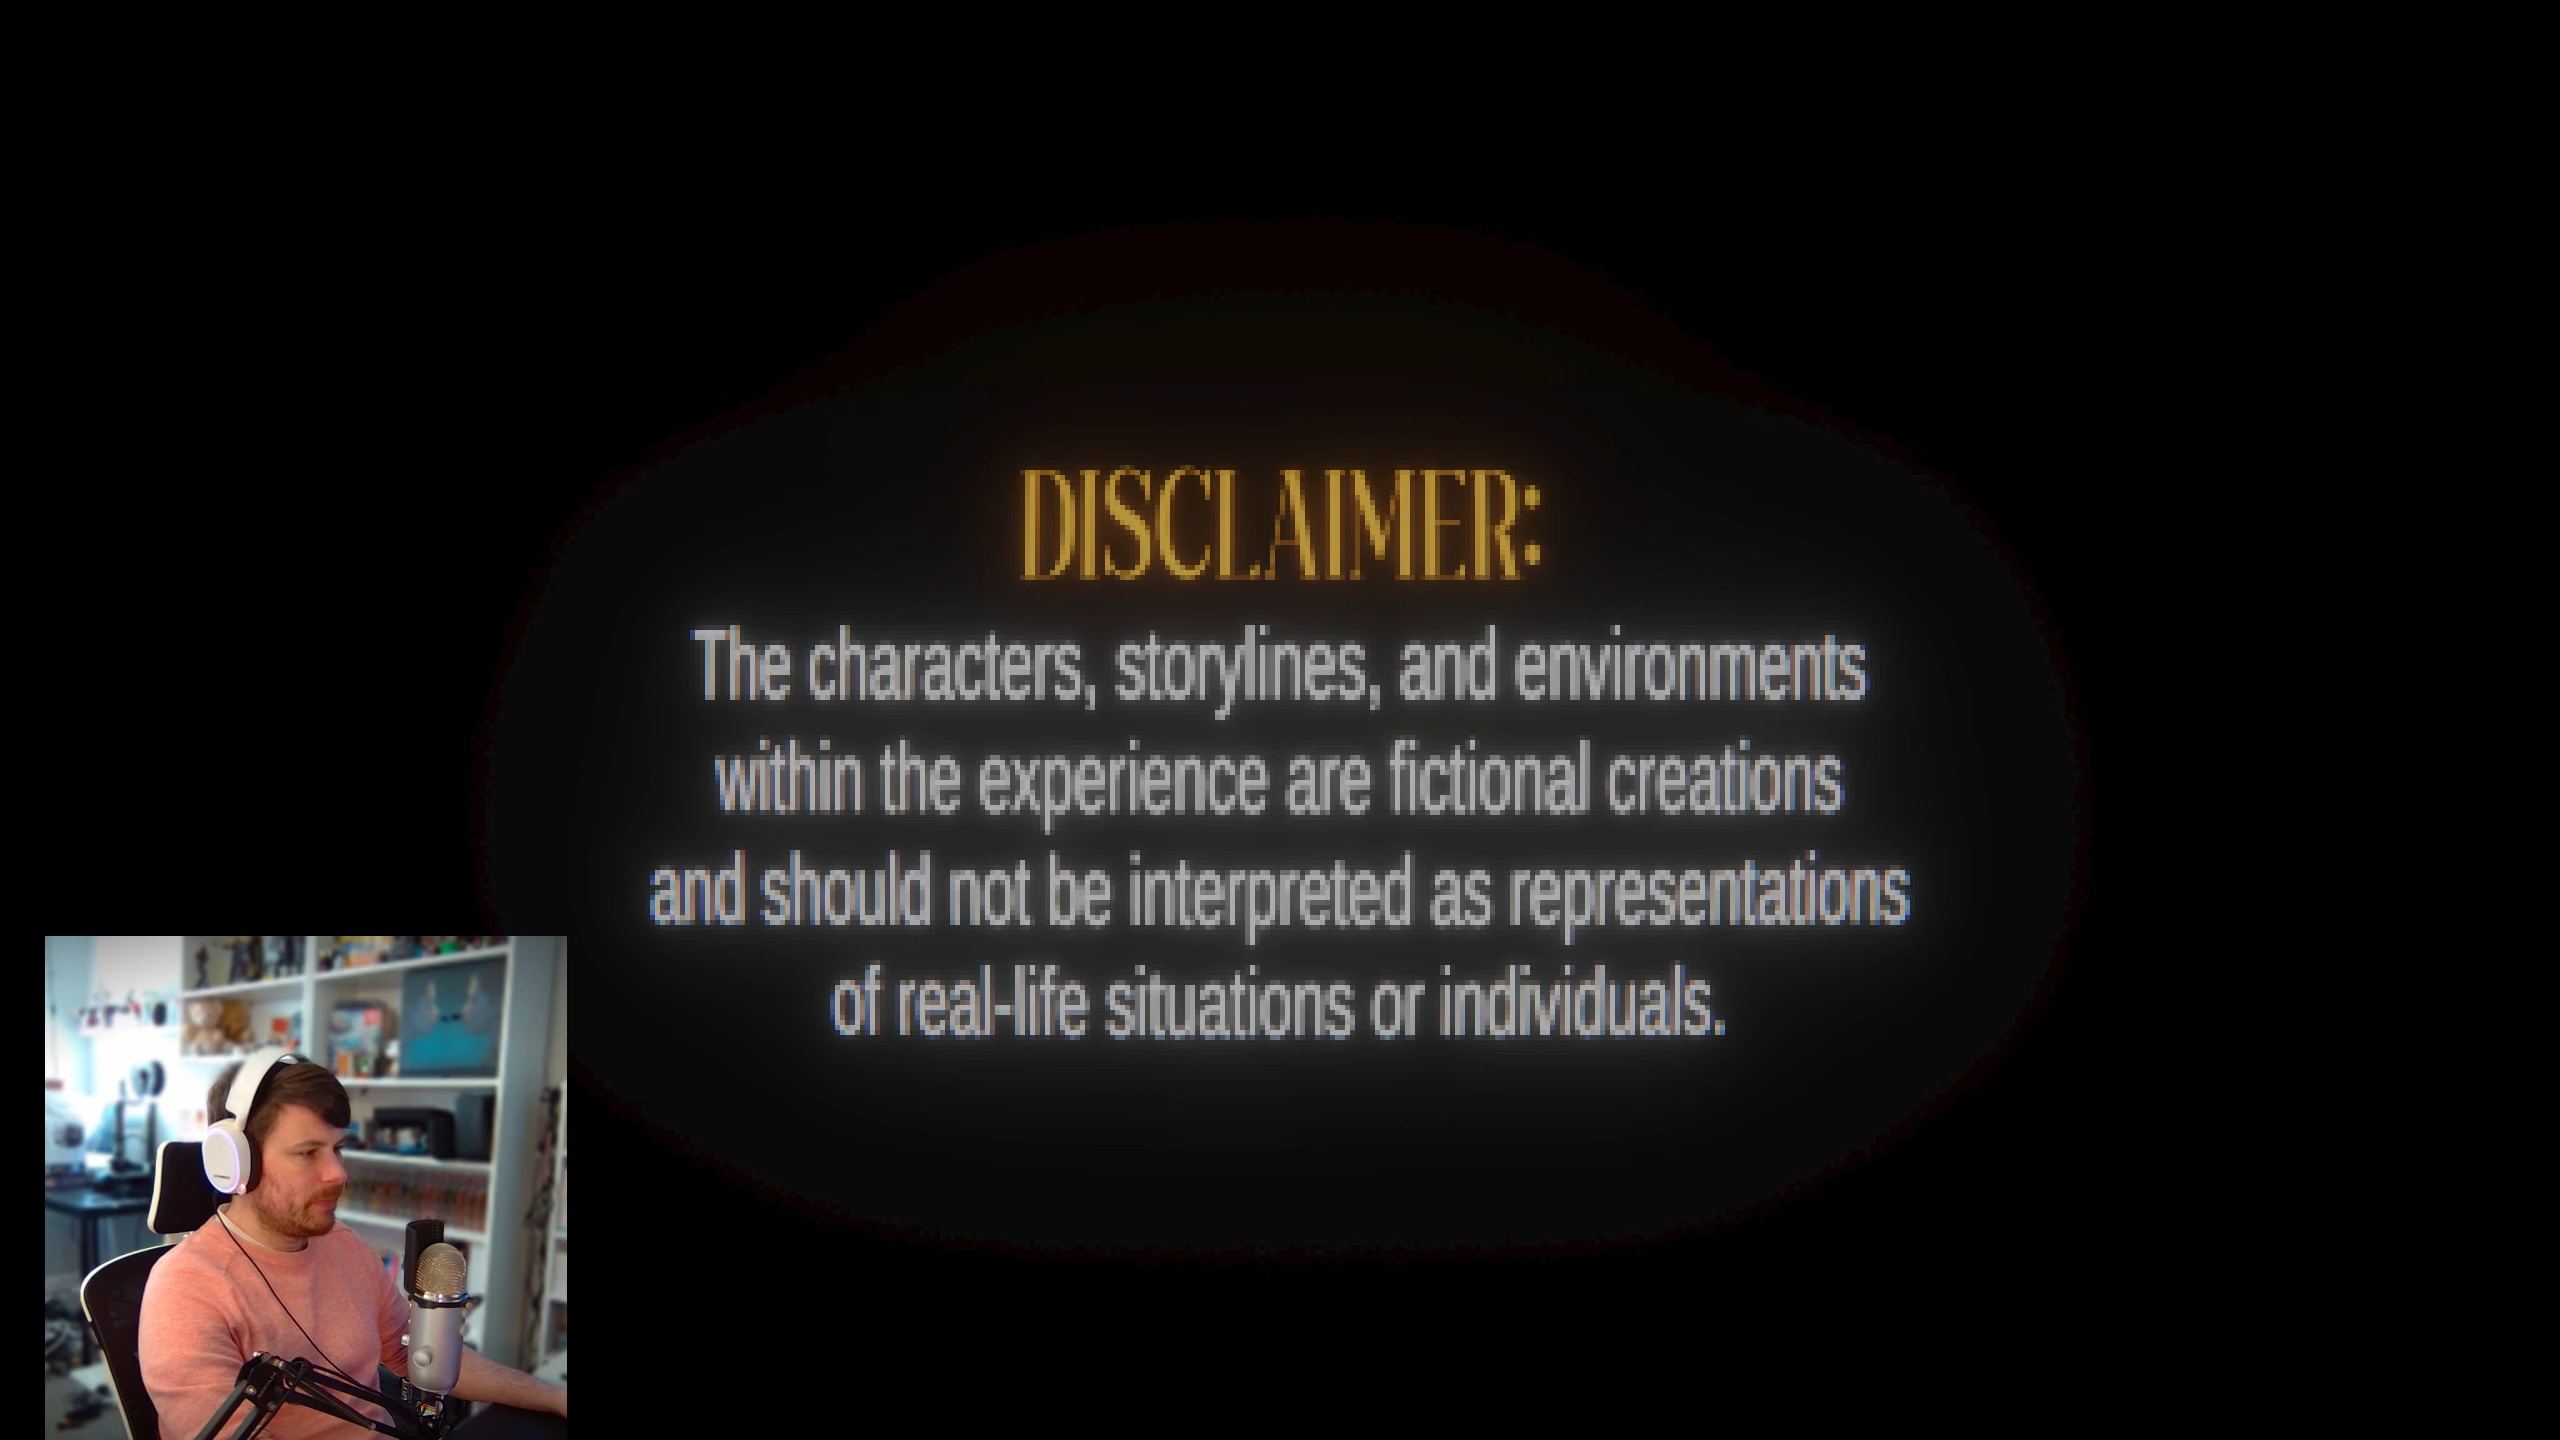 DISCLAIMER:
The characters, storylines, and environments
within the experience are fictional creations
and should not be interpreted as representations
of real-life situations or individuals.